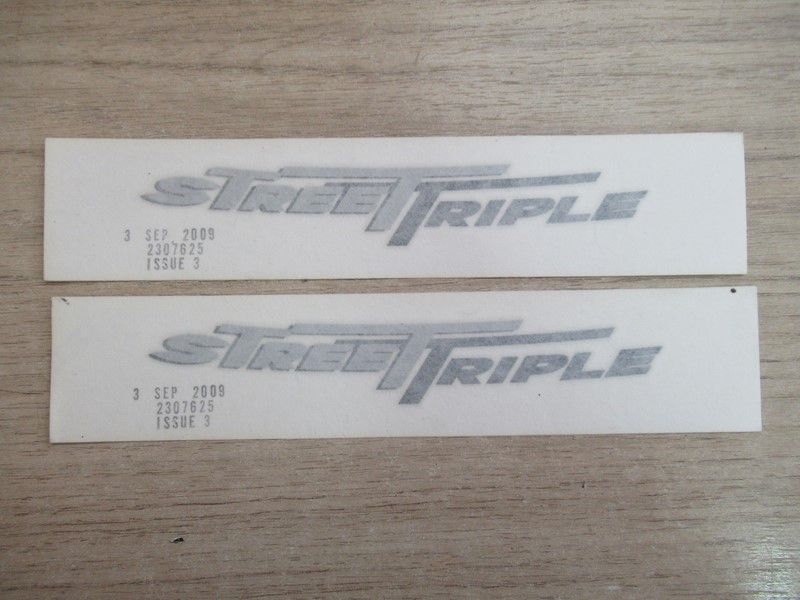 STREET TRIPLE
3 SEP 2009
2307625
ISSUE 3
STREET TRIPLE
3 SEP 2009
2307625
ISSUE 3